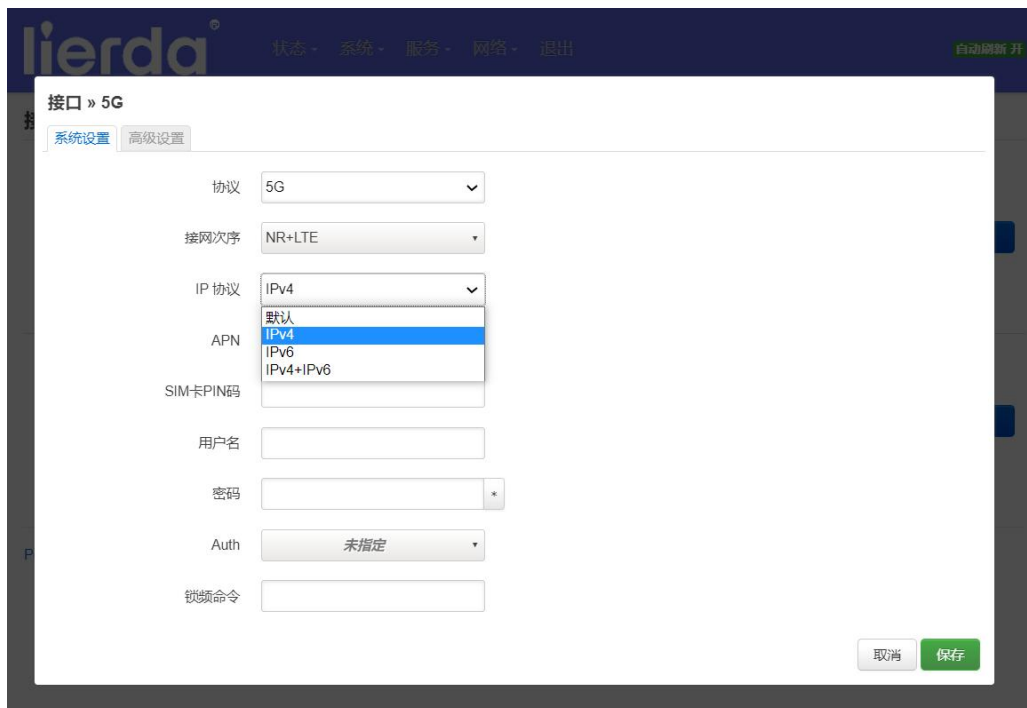 lierda
状态 系统 服务 网络 退出
自动刷新 开
接口 » 5G
系统设置 高级设置
协议 5G
接网次序 NR+LTE
IP 协议 IPv4
默认
IPv4
IPv6
IPv4+IPv6
APN
SIM卡PIN码
用户名
密码 *
Auth 未指定
锁频命令
取消 保存